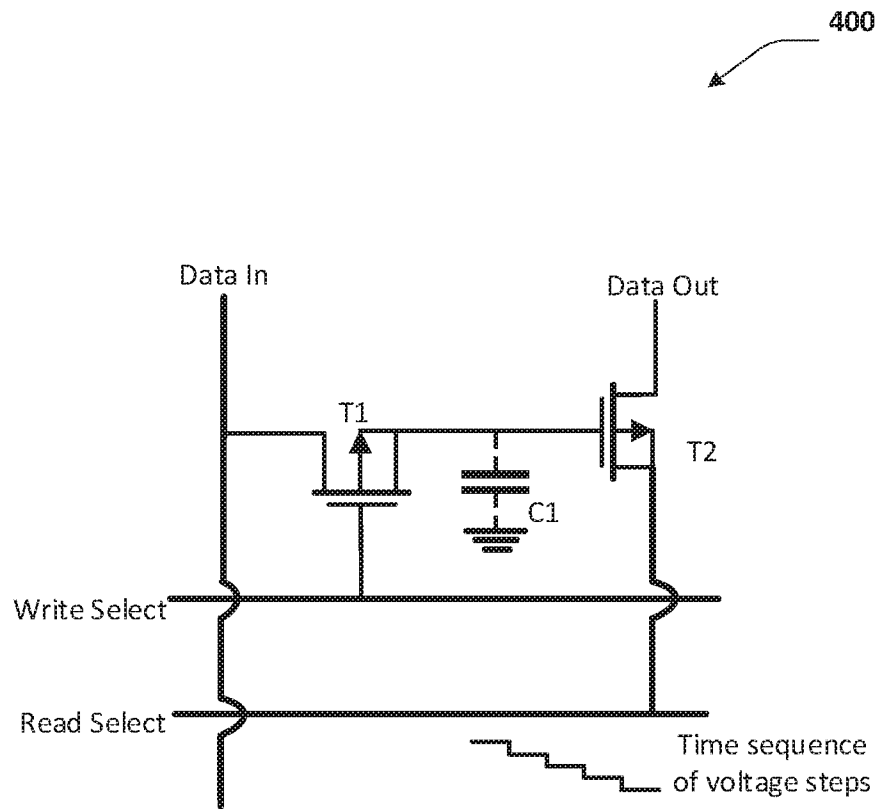 400
Data In
Data Out
T1
T2
C1
Write Select
Read Select
Time sequence
of voltage steps